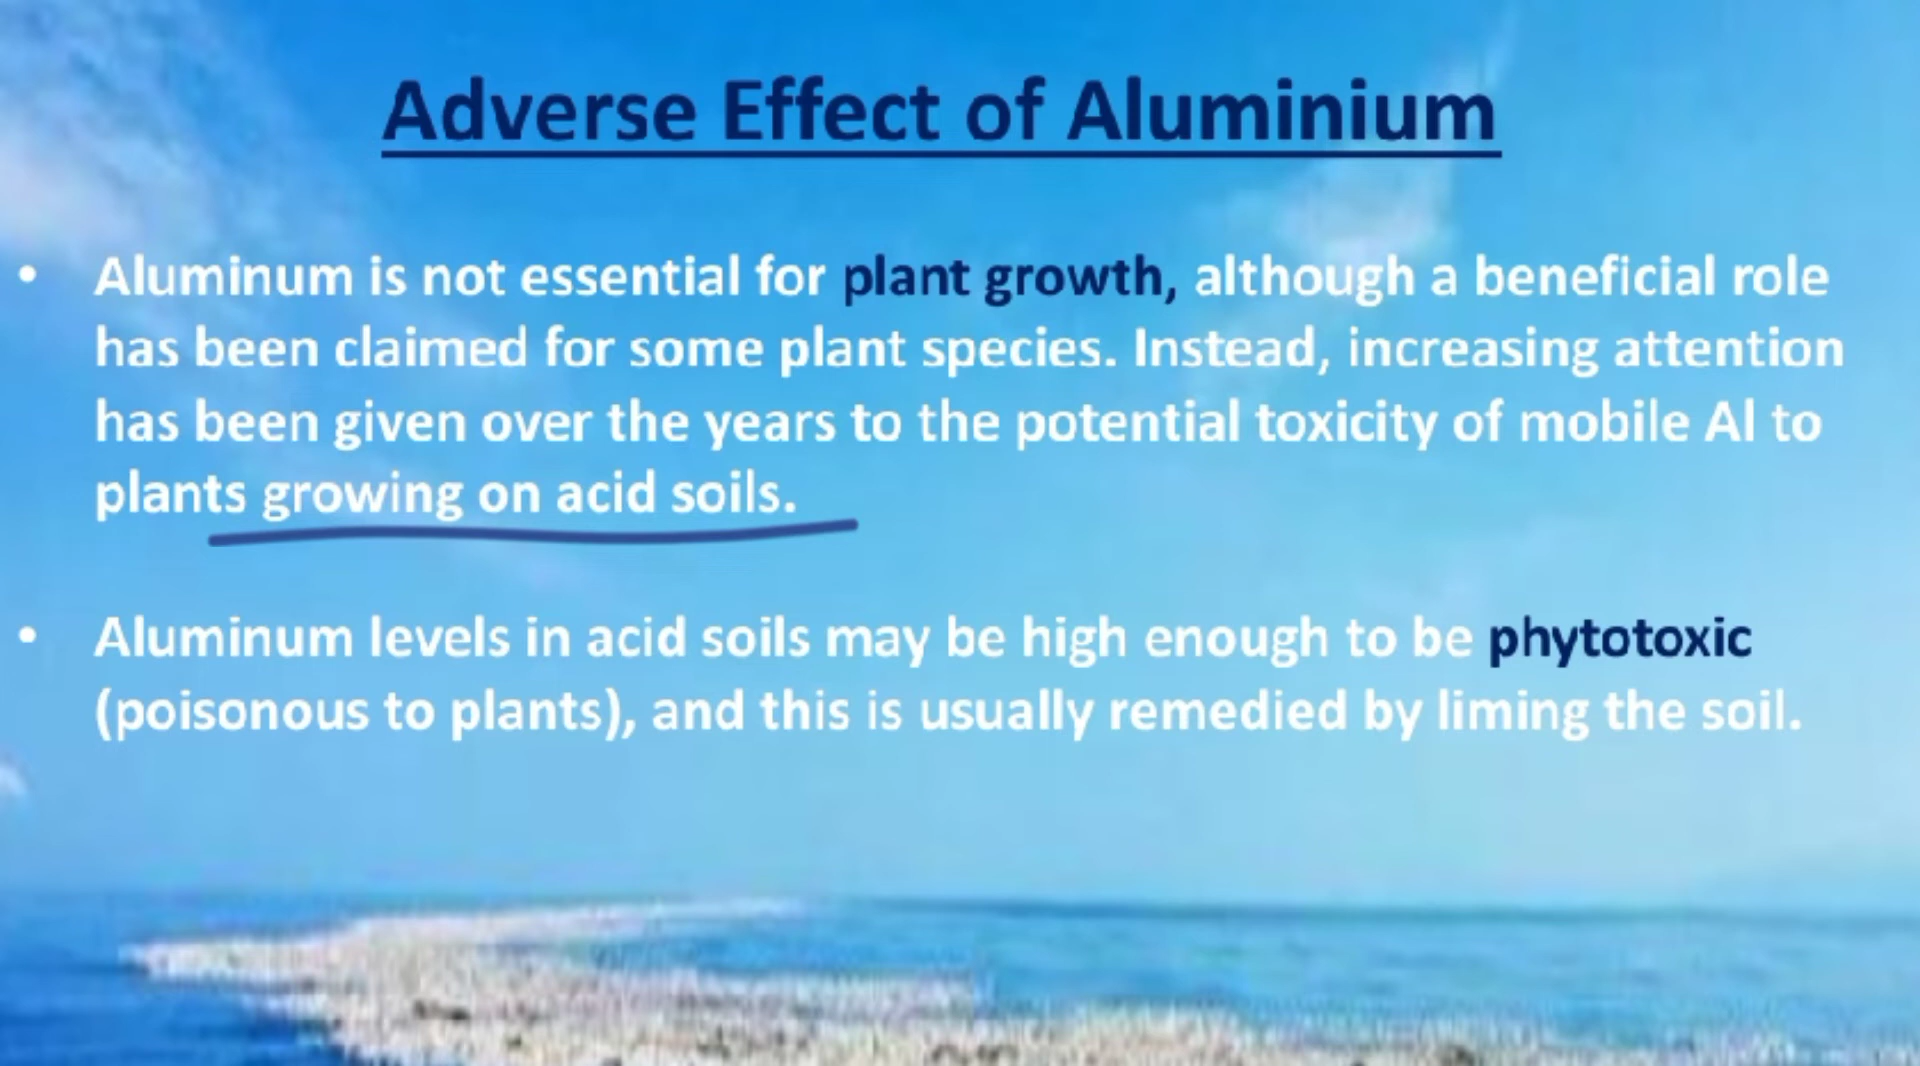 Adverse Effect of Aluminium
• Aluminum is not essential for plant growth, although a beneficial role
has been claimed for some plant species. Instead, increasing attention
has been given over the years to the potential toxicity of mobile Al to
plants growing on acid soils.
• Aluminum levels in acid soils may be high enough to be phytotoxic
(poisonous to plants), and this is usually remedied by liming the soil.